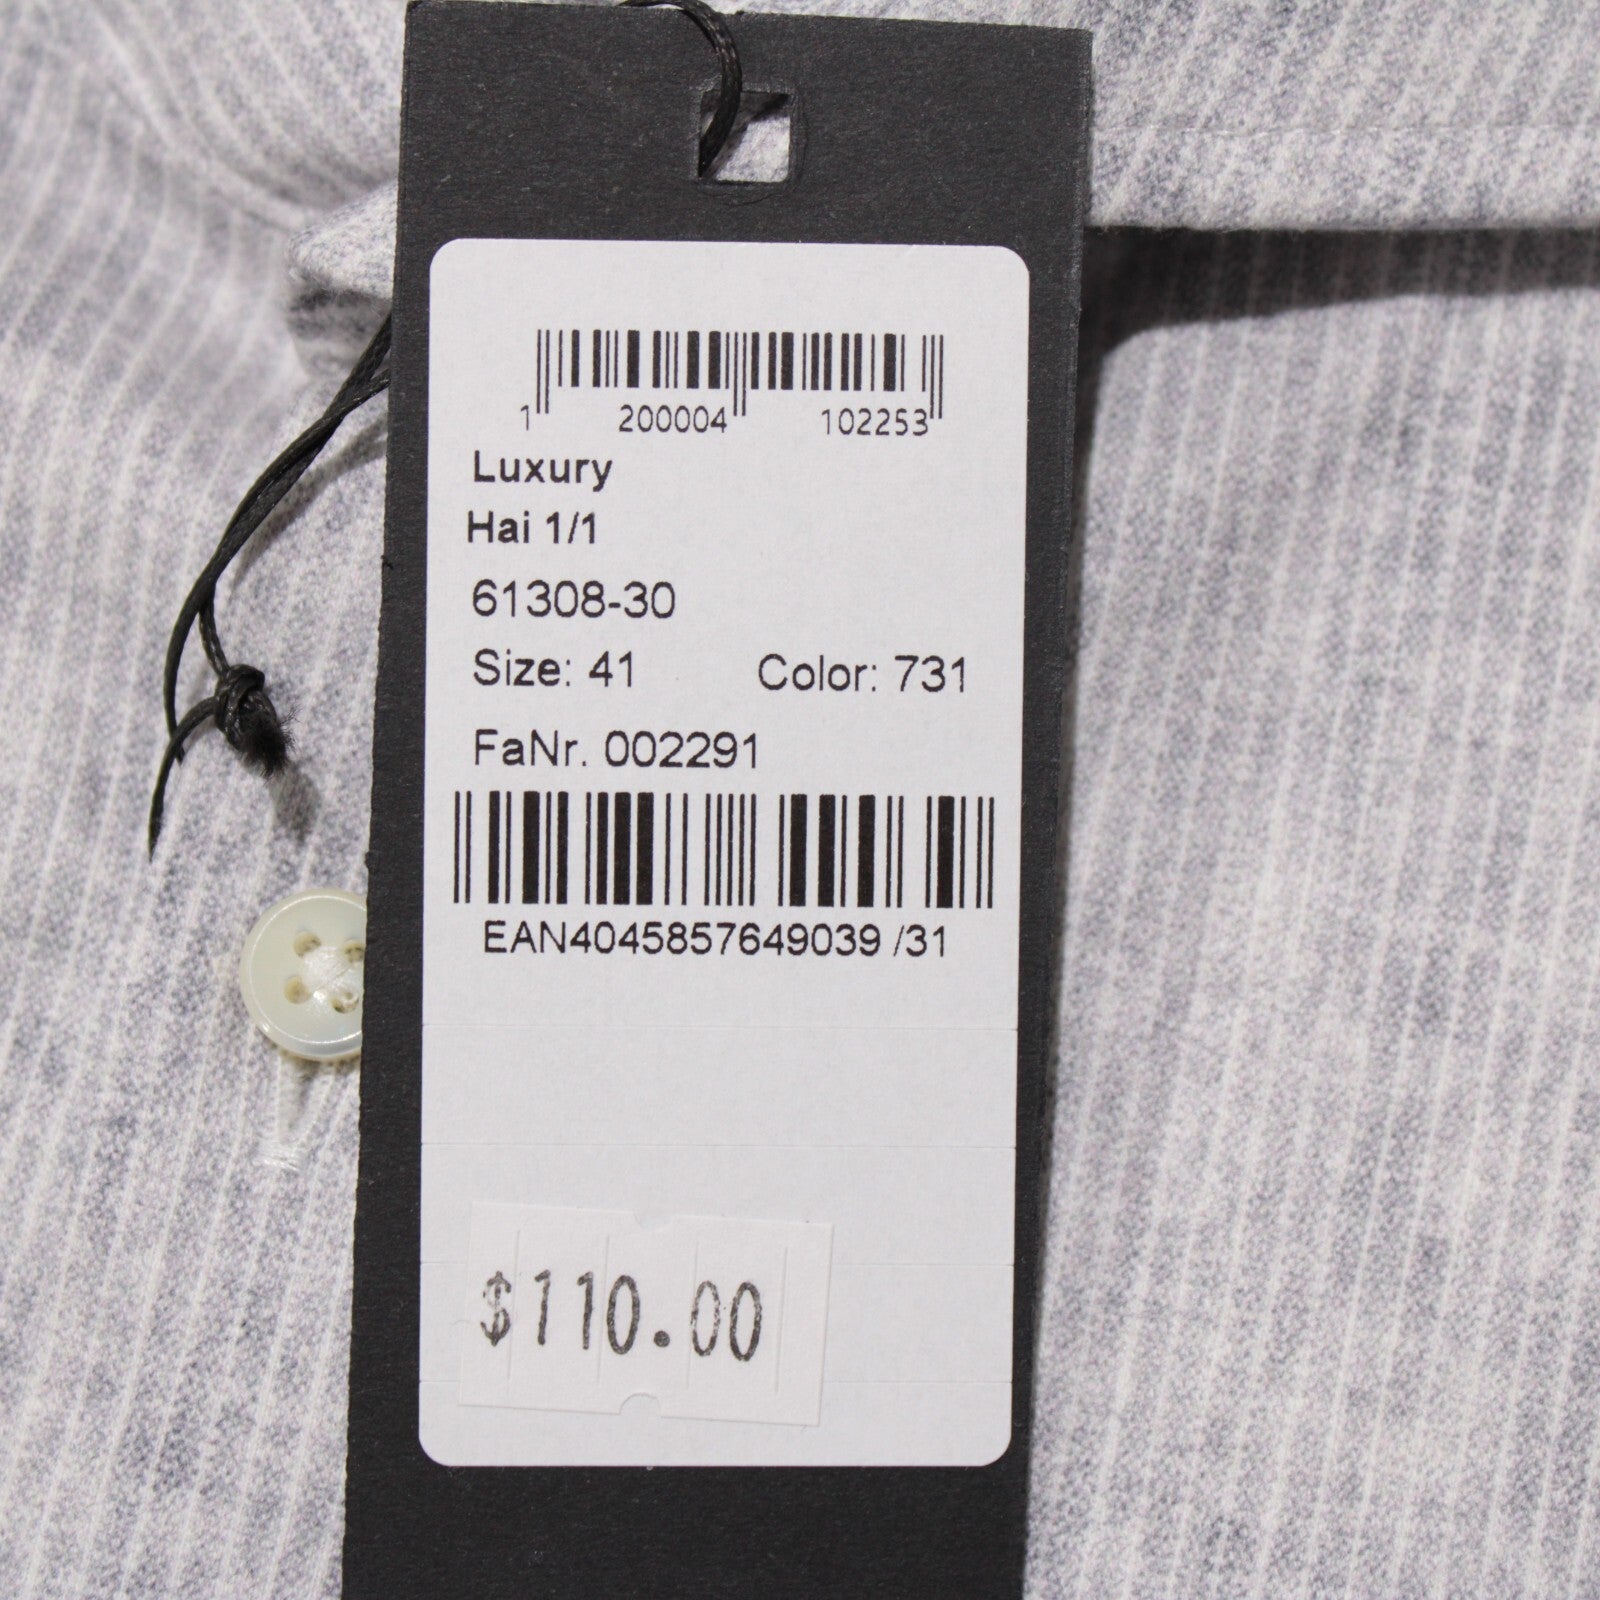 1 200004 102253
Luxury
Hai 1/1
61308-30
Size: 41 Color: 731
FaNr. 002291
EAN4045857649039 /31
$110.00